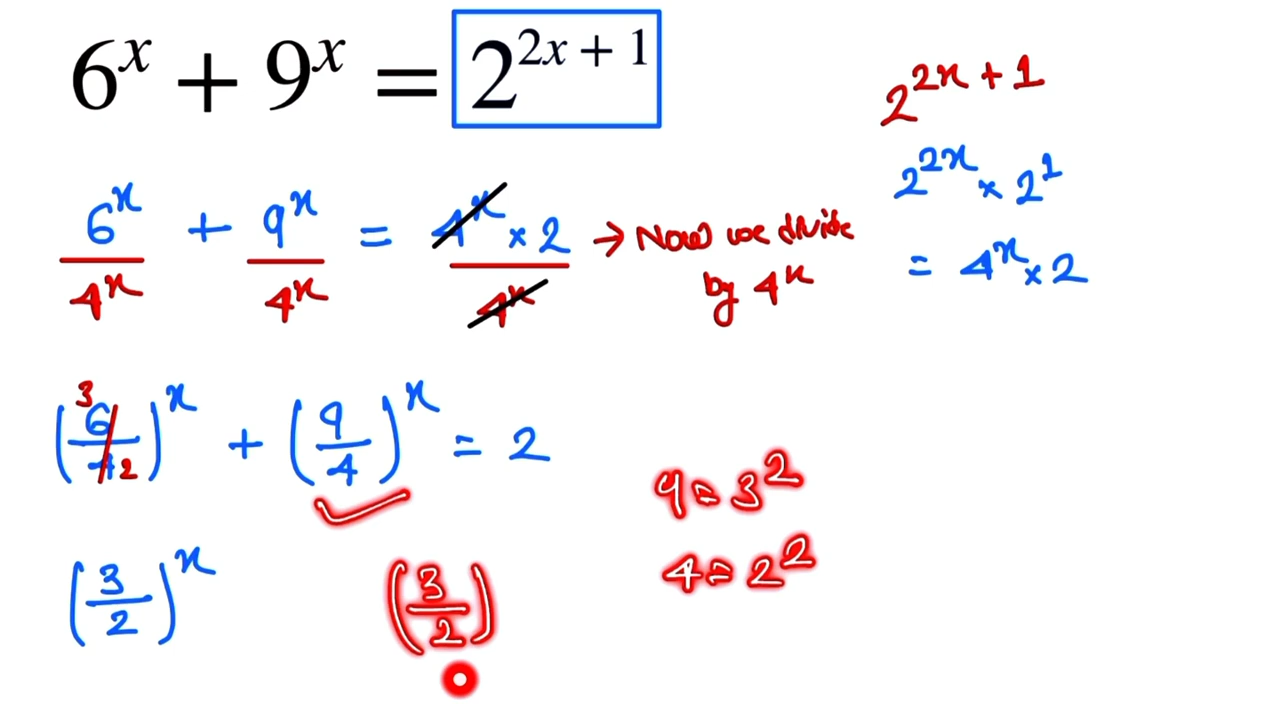 6^x + 9^x = 2^{2x + 1}
2^{2x + 1}
2^{2x} × 2^1
= 4^x × 2
6^x/4^x + 9^x/4^x = 4^x × 2/4^x → Now we divide
by 4^x
(6/4)^x + (9/4)^x = 2
3
2
9 = 3^2
4 = 2^2
(3/2)^x (3/2)